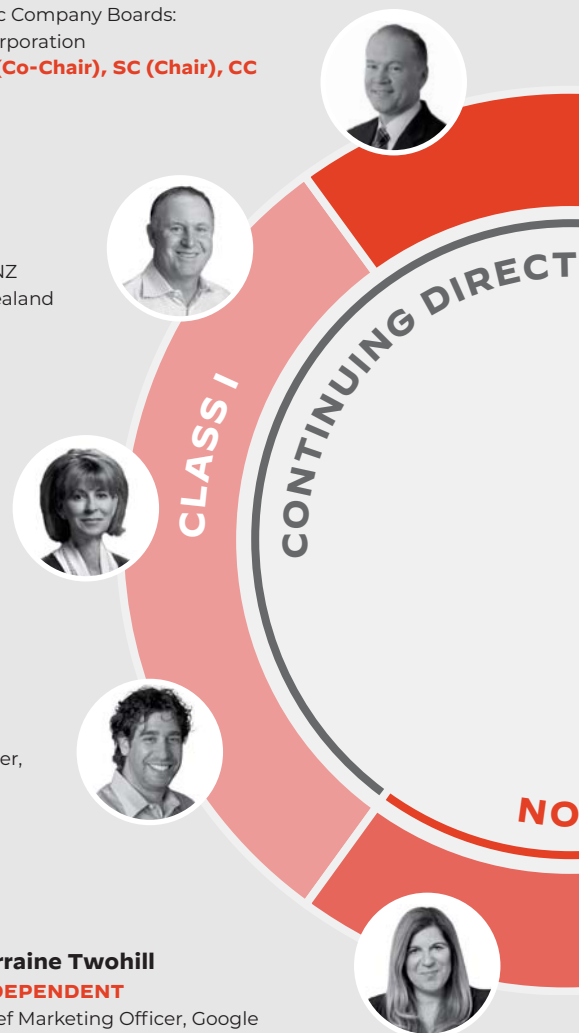 c Company Boards:
rporation
(Co-Chair), SC (Chair), CC
NZ
ealand
CONTINUING DIRECT
CLASS I
er,
NO
rraine Twohill
DEPENDENT
ef Marketing Officer, Google